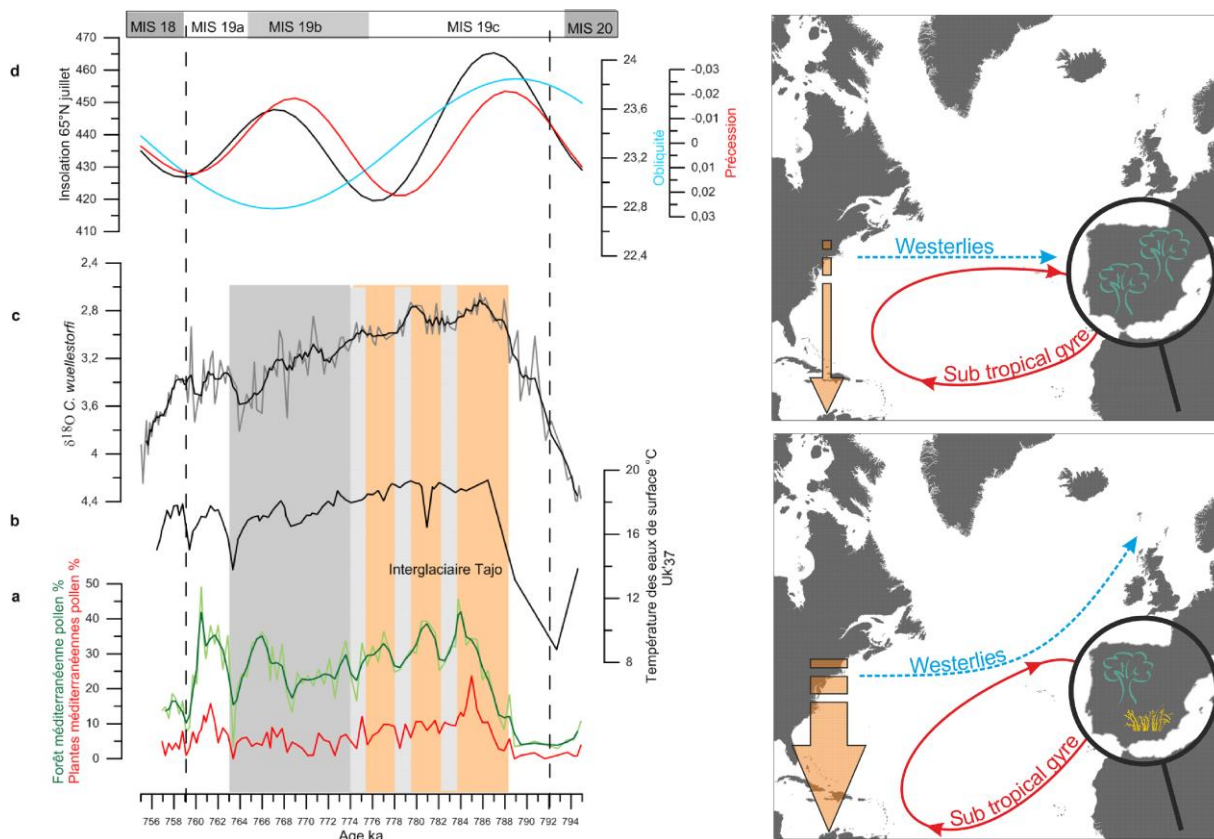 MIS 18 MIS 19a MIS 19b MIS 19c MIS 20
d
Insolation 65°N juillet
470
460
450
440
430
420
410
24
23,6
23,2
22,8
22,4
Obliquité
-0,03
-0,02
-0,01
0
0,01
0,02
0,03
Précession
c
δ18O C. wuellestorfi
2,4
2,8
3,2
3,6
4
4,4
b
20
16
12
8
Température des eaux de surface °C
UK'37
Interglaciaire Tajo
a
Forêt méditerranéenne pollen %
Plantes méditerranéennes pollen %
50
40
30
20
10
0
756 758 760 762 764 766 768 770 772 774 776 778 780 782 784 786 788 790 792 794
Age ka
Westerlies
Sub tropical gyre
Westerlies
Sub tropical gyre